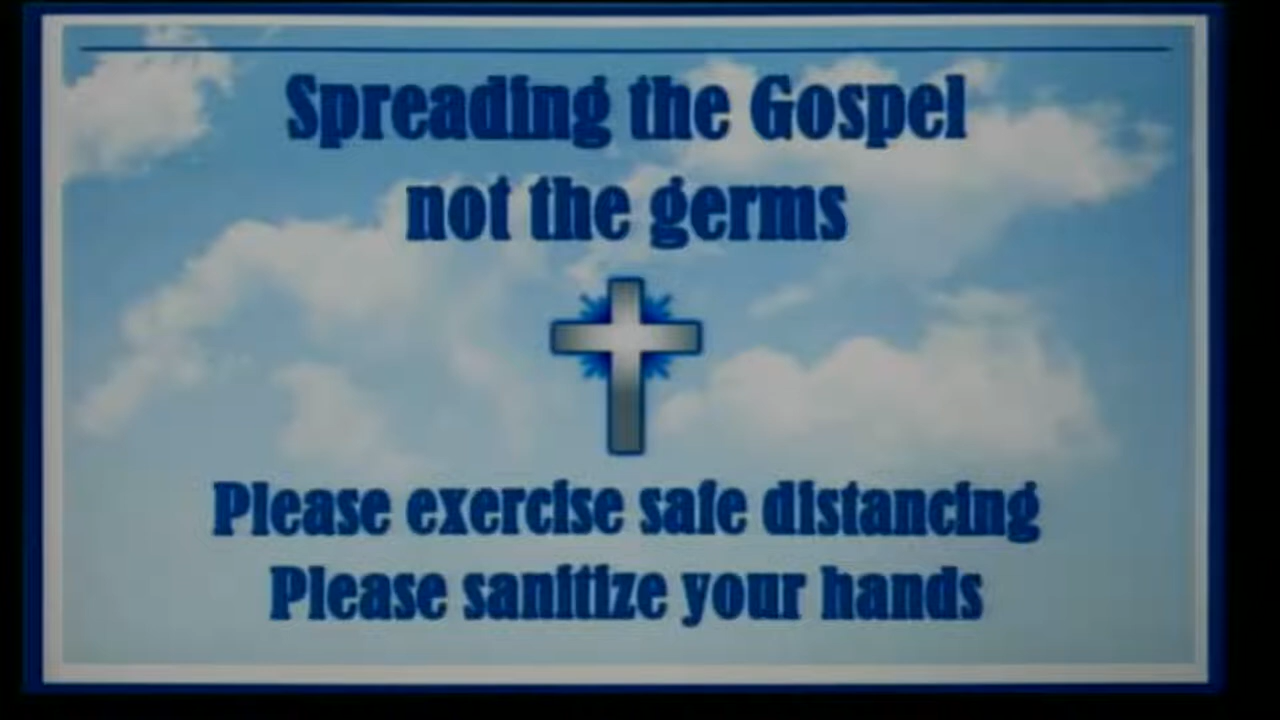 Spreading the Gospel
not the germs
Please exercise safe distancing
Please sanitize your hands